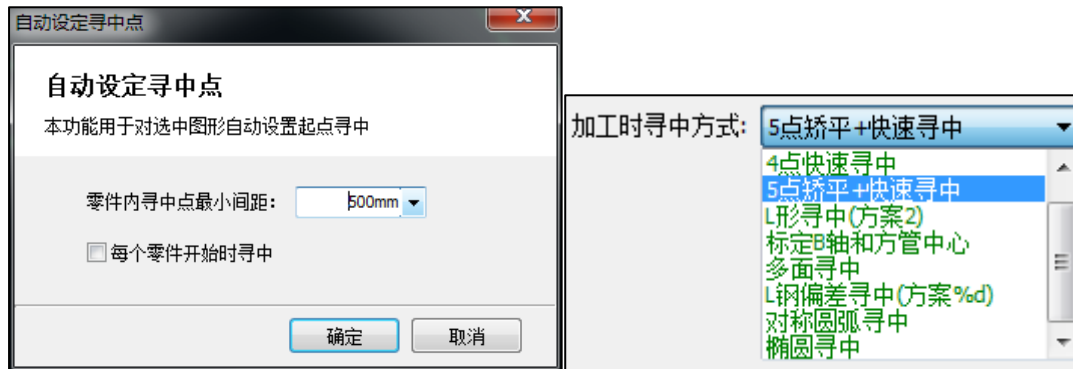 自动设定寻中点
自动设定寻中点
本功能用于对选中图形自动设置起点寻中
零件内寻中点最小间距：
500mm
每个零件开始时寻中
确定
取消
加工时寻中方式:
5点矫平+快速寻中
4点快速寻中
5点矫平+快速寻中
L形寻中(方案2)
标定B轴和方管中心
多面寻中
L钢偏差寻中(方案%d)
对称圆弧寻中
椭圆寻中